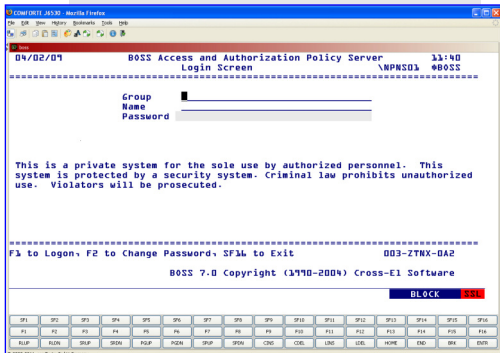 COMFORTE J6530 - Mozilla Firefox
File Edit View History Bookmarks Tools Help
04/02/09 BOSS Access and Authorization Policy Server 11:40
Login Screen \NPNS01 *BOSS
Group
Name
Password
This is a private system for the sole use by authorized personnel. This
system is protected by a security system. Criminal law prohibits unauthorized
use. Violators will be prosecuted.
F1 to Logon, F2 to Change Password, SF16 to Exit 003-ZTNX-0A2
BOSS 7.0 Copyright (1990-2004) Cross-El Software
BLOCK SSL
SF1 SF2 SF3 SF4 SF5 SF6 SF7 SF8 SF9 SF10 SF11 SF12 SF13 SF14 SF15 SF16
F1 F2 F3 F4 F5 F6 F7 F8 F9 F10 F11 F12 F13 F14 F15 F16
RLUP RLDN SRUP SRDN PGUP PGDN SPUP SPDN CINS CDEL LINS LDEL HOME END BRK ENTR